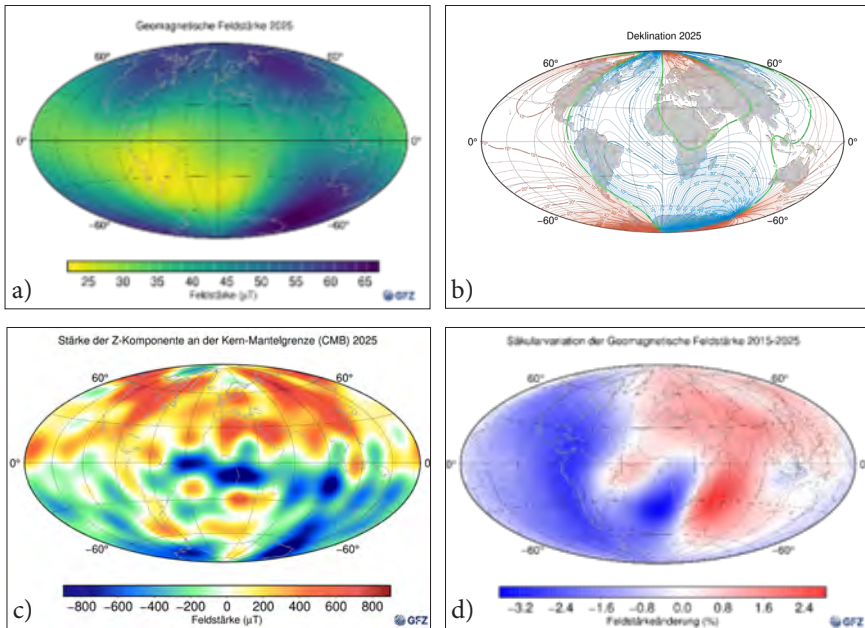 Geomagnetische Feldstärke 2025
60° 60°
0° 0°
−60° −60°
25 30 35 40 45 50 55 60 65
Feldstärke (µT)
GFZ
a)
Deklination 2025
60° 60°
0° 0°
−60° −60°
b)
Stärke der Z-Komponente an der Kern-Mantelgrenze (CMB) 2025
60° 60°
0° 0
−60° −60°
−800 −600 −400 −200 0 200 400 600 800
Feldstärke (µT)
GFZ
c)
Säkularvariation der Geomagnetische Feldstärke 2015-2025
60° 60°
0° 0°
−60° −60°
−3.2 −2.4 −1.6 −0.8 0.0 0.8 1.6 2.4
Feldstärkeänderung (%)
GFZ
d)